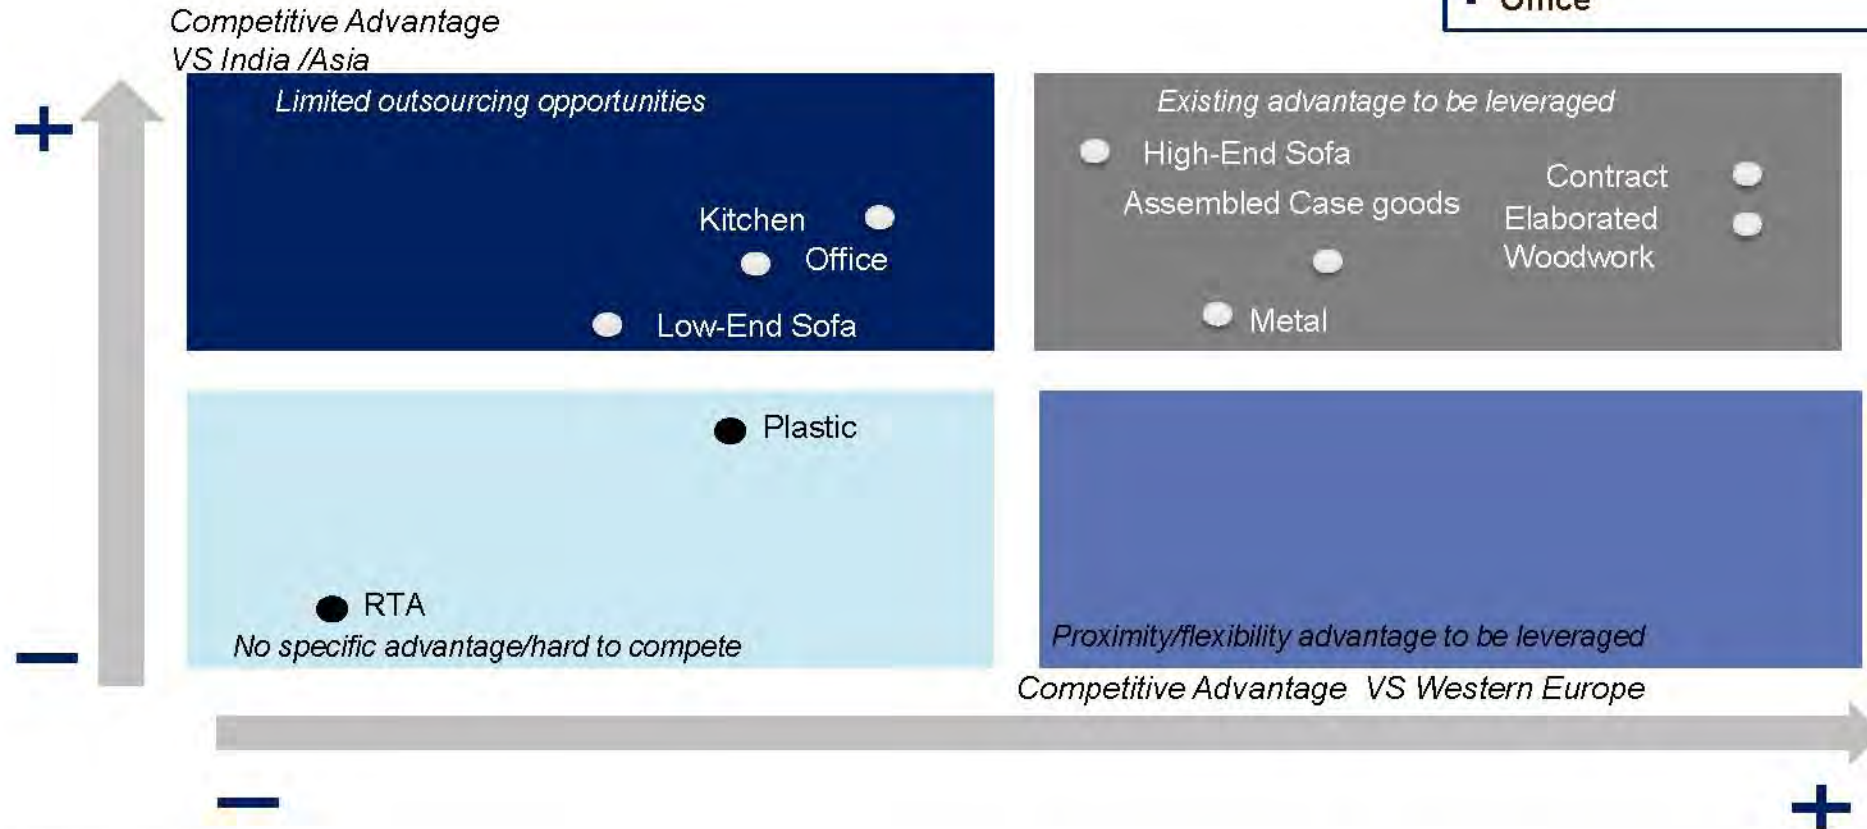 Competitive Advantage
VS India /Asia
▪ Office
+
Limited outsourcing opportunities
Kitchen
Office
Low-End Sofa
Existing advantage to be leveraged
High-End Sofa
Assembled Case goods
Contract
Elaborated
Woodwork
Metal
Plastic
RTA
No specific advantage/hard to compete
Proximity/flexibility advantage to be leveraged
—
Competitive Advantage VS Western Europe
—
+